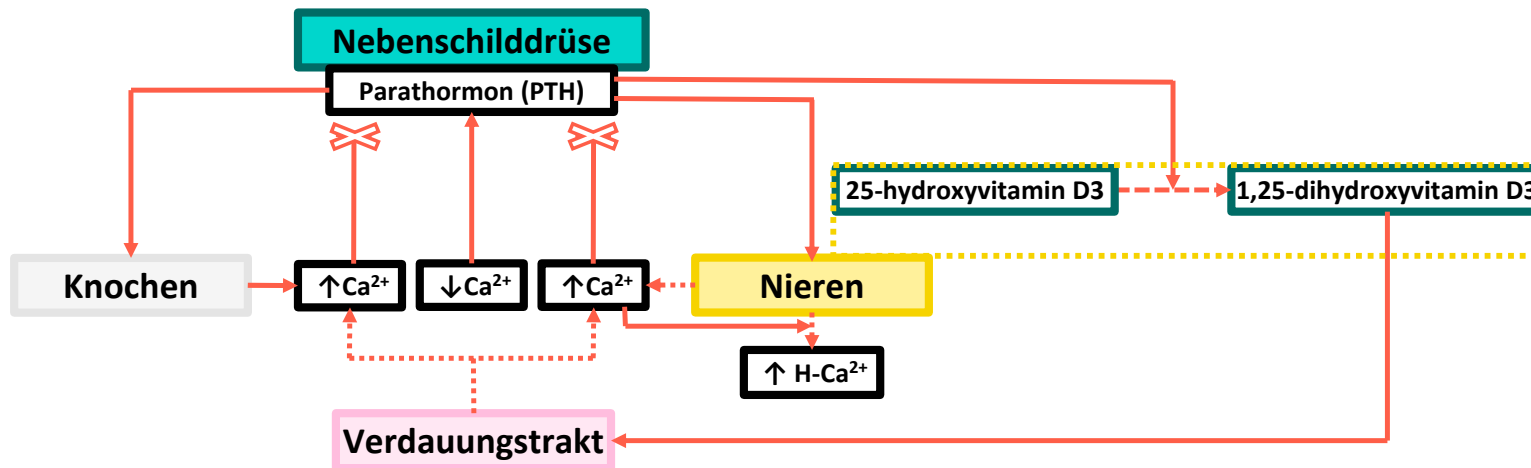 Nebenschilddrüse
Parathormon (PTH)
25-hydroxyvitamin D3
1,25-dihydroxyvitamin D3
Knochen
↑Ca²⁺
↓Ca²⁺
↑Ca²⁺
Nieren
↑ H-Ca²⁺
Verdauungstrakt